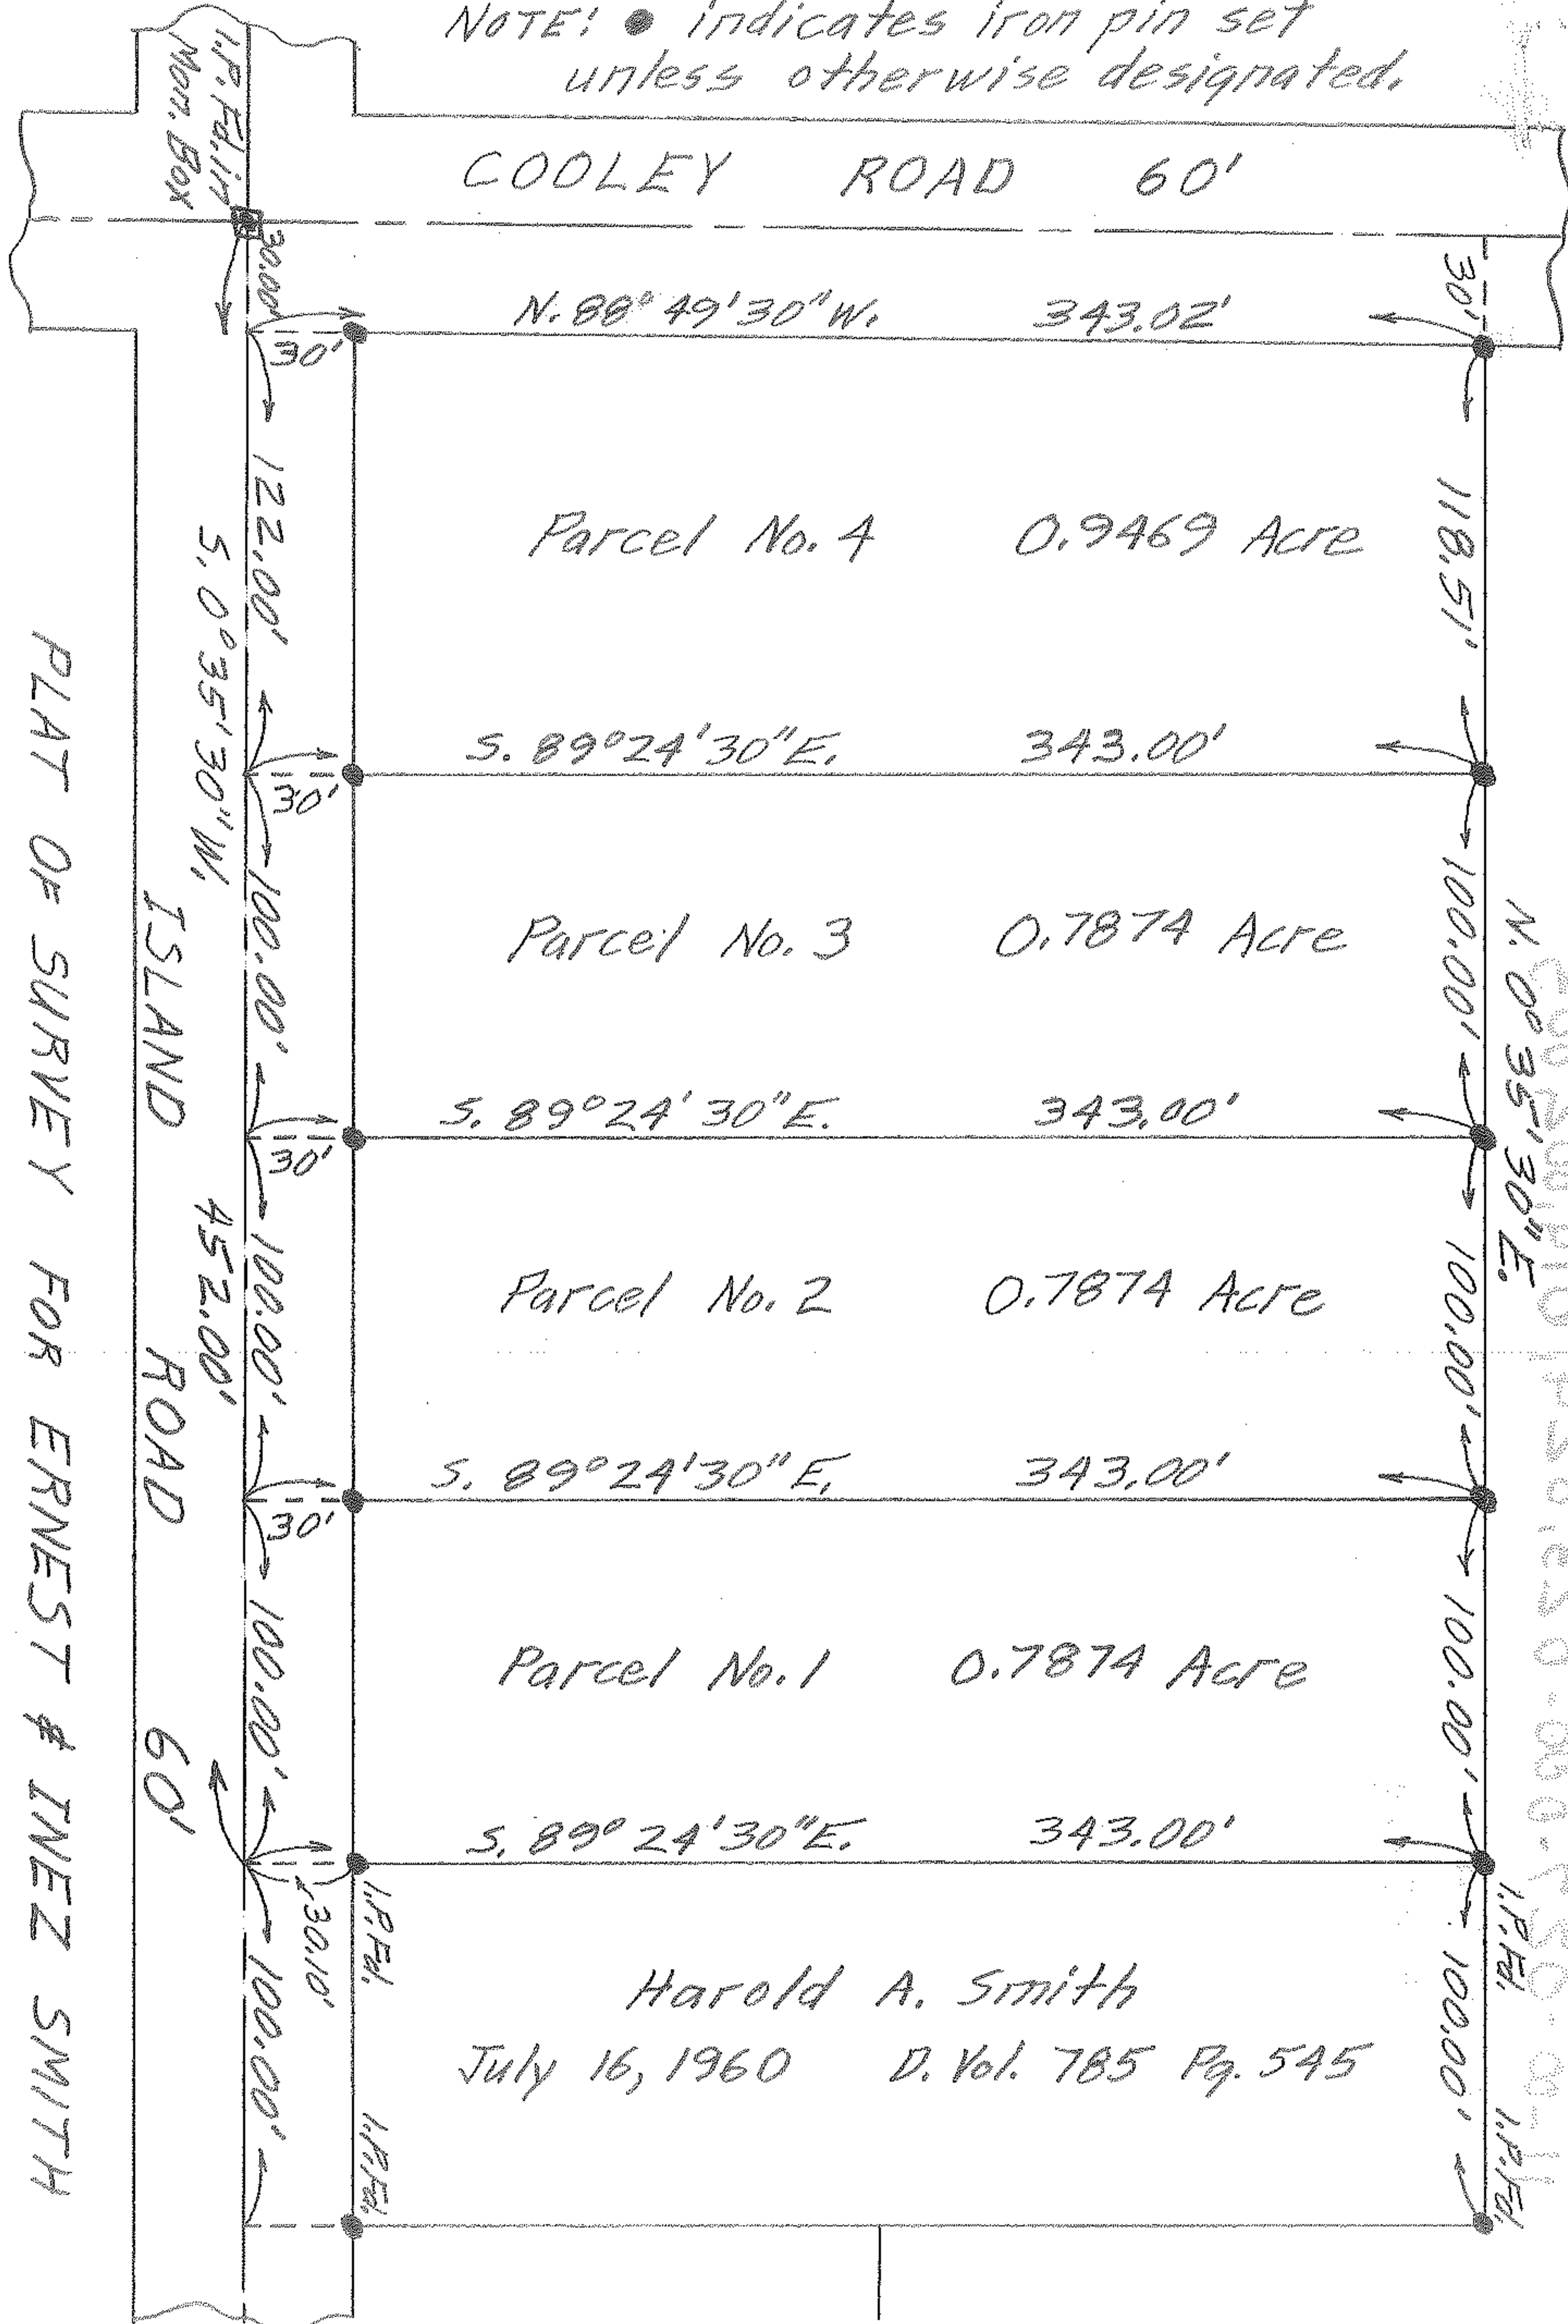 NOTE: ● indicates iron pin set
unless otherwise designated.
I.P. Fd. in
Mon. Box
COOLEY ROAD 60'
30.00'
30'
N. 88° 49' 30" W. 343.02'
30'
122.00'
S. 0° 35' 30" W.
Parcel No. 4 0.9469 Acre
118.51'
S. 89° 24' 30" E. 343.00'
30'
100.00'
Parcel No. 3 0.7874 Acre
100.00'
N. 0° 35' 30" E.
S. 89° 24' 30" E. 343.00'
30'
452.00'
100.00'
Parcel No. 2 0.7874 Acre
100.00'
S. 89° 24' 30" E. 343.00'
30'
100.00'
Parcel No. 1 0.7874 Acre
100.00'
S. 89° 24' 30" E. 343.00'
30.10'
I.P. Fd.
I.P. Fd.
100.00'
Harold A. Smith
July 16, 1960 D. Vol. 785 Pg. 545
100.00'
I.P. Fd.
I.P. Fd.
ISLAND ROAD 60'
PLAT OF SURVEY FOR ERNEST & INEZ SMITH